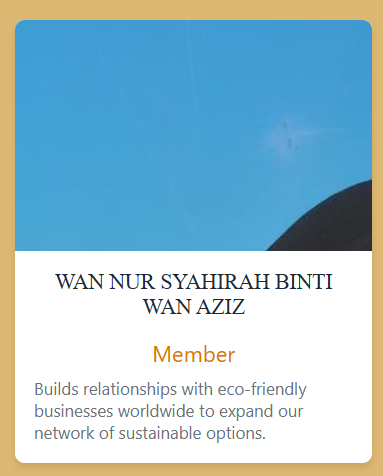 WAN NUR SYAHIRAH BINTI
WAN AZIZ
Member
Builds relationships with eco-friendly
businesses worldwide to expand our
network of sustainable options.